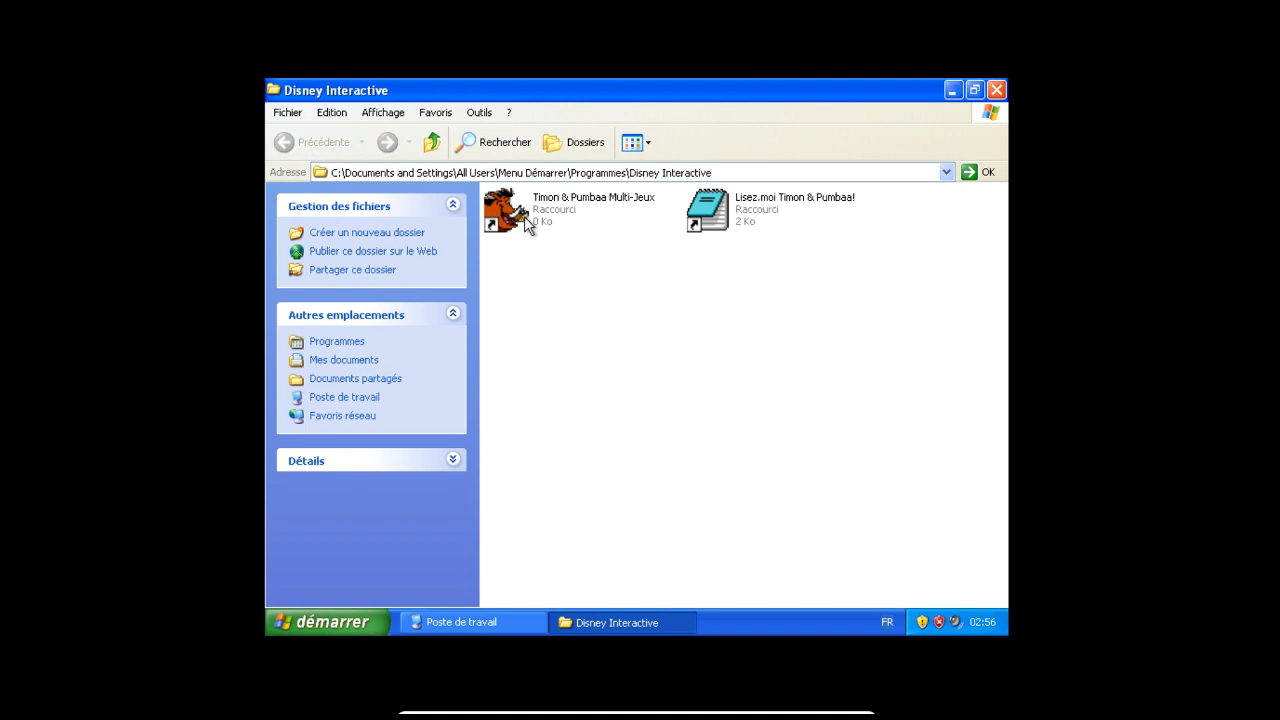 Disney Interactive
Fichier Edition Affichage Favoris Outils ?
Précédente Rechercher Dossiers
Adresse C:\Documents and Settings\All Users\Menu Démarrer\Programmes\Disney Interactive OK
Gestion des fichiers
Créer un nouveau dossier
Publier ce dossier sur le Web
Partager ce dossier
Autres emplacements
Programmes
Mes documents
Documents partagés
Poste de travail
Favoris réseau
Détails
Timon & Pumbaa Multi-Jeux
Raccourci
0 Ko
Lisez.moi Timon & Pumbaa!
Raccourci
2 Ko
démarrer Poste de travail Disney Interactive FR 02:56